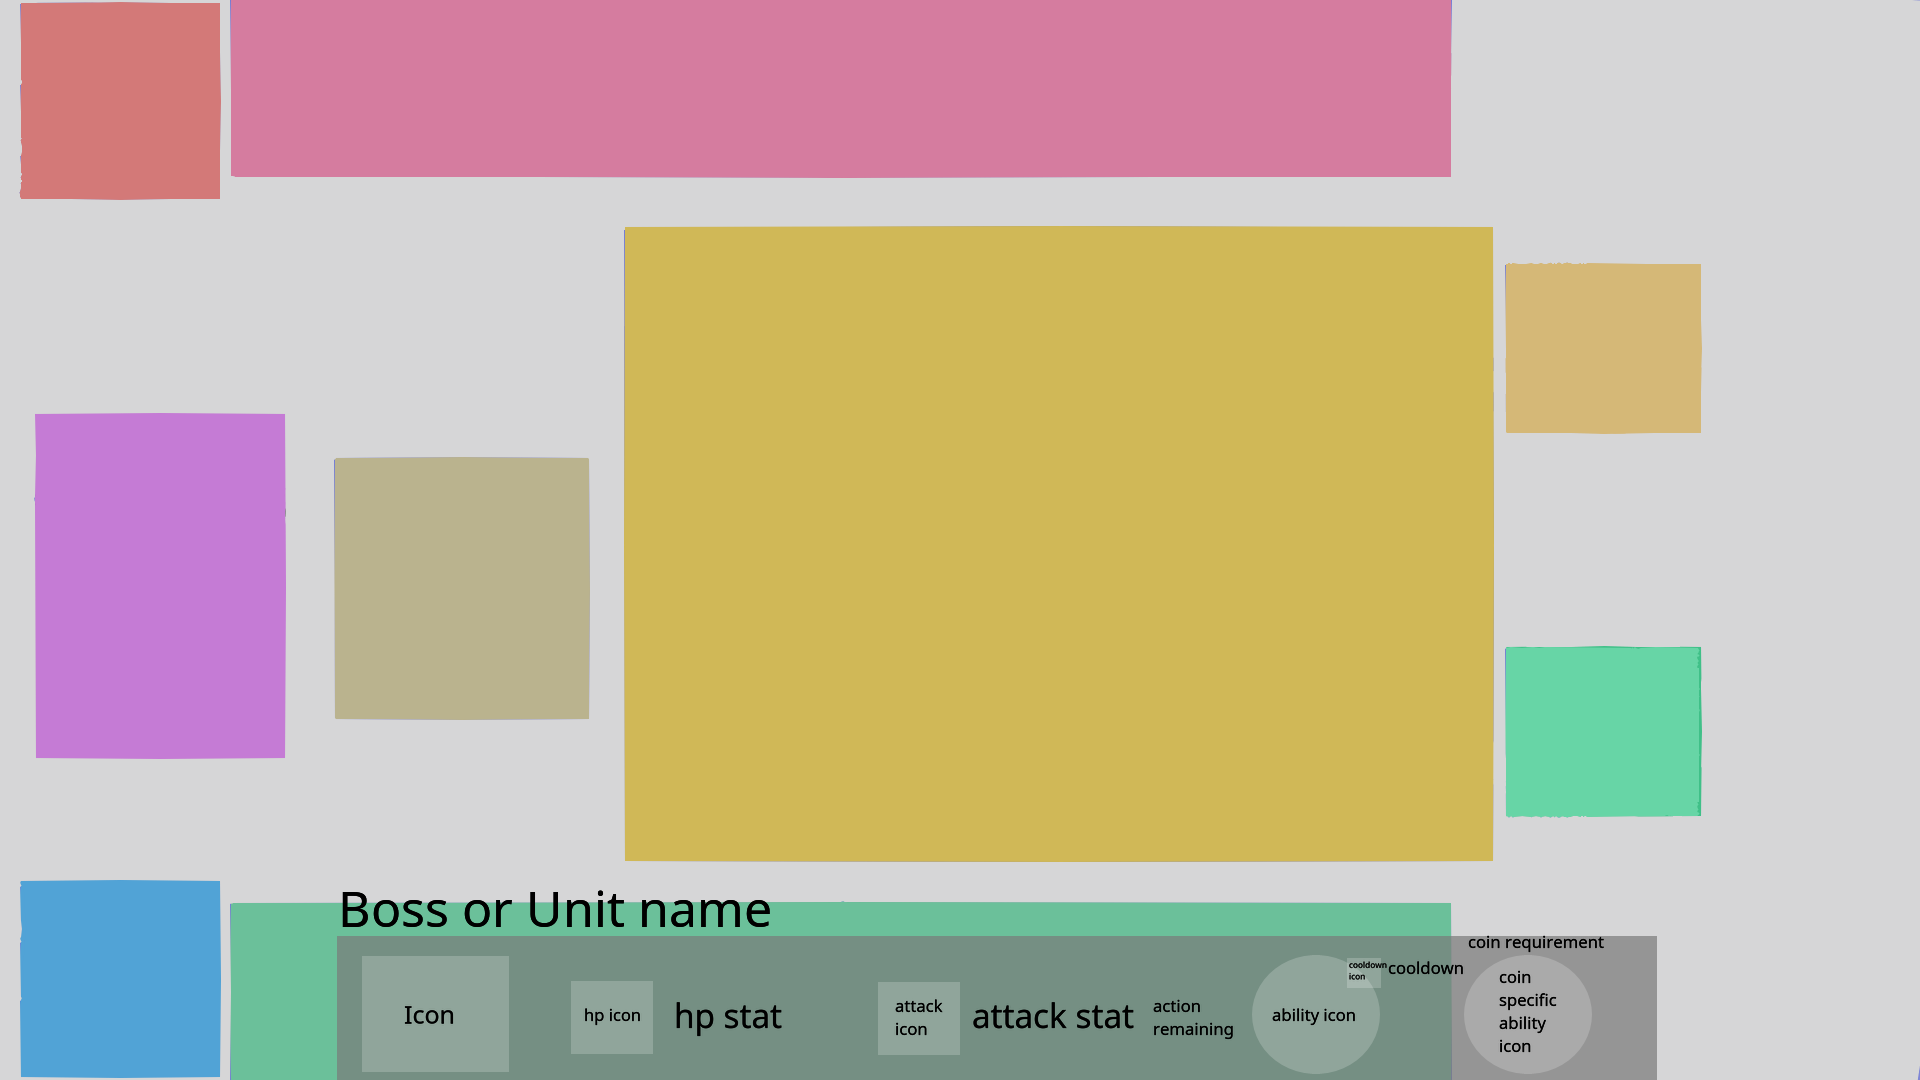 Boss or Unit name
coin requirement
Icon
hp icon
hp stat
attack
icon
attack stat
action
remaining
ability icon
cooldown
icon
cooldown
coin
specific
ability
icon